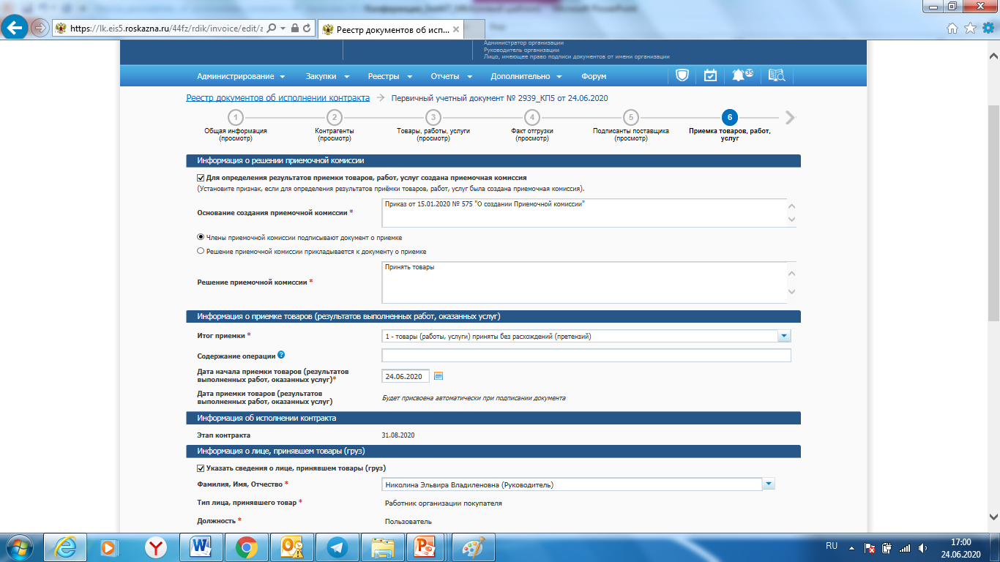 https://lk.eis5.roskazna.ru/44fz/rdik/invoice/edit/a
Реестр документов об исп...
Администратор организации
Руководитель организации
Лицо, имеющее право подписи документов от имени организации
Администрирование Закупки Реестры Отчеты Дополнительно Форум 35
Реестр документов об исполнении контракта → Первичный учетный документ № 2939_КП5 от 24.06.2020
1 2 3 4 5 6
Общая информация (просмотр)
Контрагенты (просмотр)
Товары, работы, услуги (просмотр)
Факт отгрузки (просмотр)
Подписанты поставщика (просмотр)
Приемка товаров, работ, услуг
Информация о решении приемочной комиссии
Для определения результатов приемки товаров, работ, услуг создана приемочная комиссия
(Установите признак, если для определения результатов приёмки товаров, работ, услуг была создана приемочная комиссия).
Основание создания приемочной комиссии * Приказ от 15.01.2020 № 575 "О создании Приемочной комиссии"
Члены приемочной комиссии подписывают документ о приемке
Решение приемочной комиссии прикладывается к документу о приемке
Решение приемочной комиссии * Принять товары
Информация о приемке товаров (результатов выполненных работ, оказанных услуг)
Итог приемки * 1 - товары (работы, услуги) приняты без расхождений (претензий)
Содержание операции ?
Дата начала приемки товаров (результатов
выполненных работ, оказанных услуг)* 24.06.2020
Дата приемки товаров (результатов
выполненных работ, оказанных услуг) Будет присвоена автоматически при подписании документа
Информация об исполнении контракта
Этап контракта 31.08.2020
Информация о лице, принявшем товары (груз)
Указать сведения о лице, принявшем товары (груз)
Фамилия, Имя, Отчество * Николина Эльвира Владиленовна (Руководитель)
Тип лица, принявшего товар * Работник организации покупателя
Должность * Пользователь
RU 17:00
24.06.2020